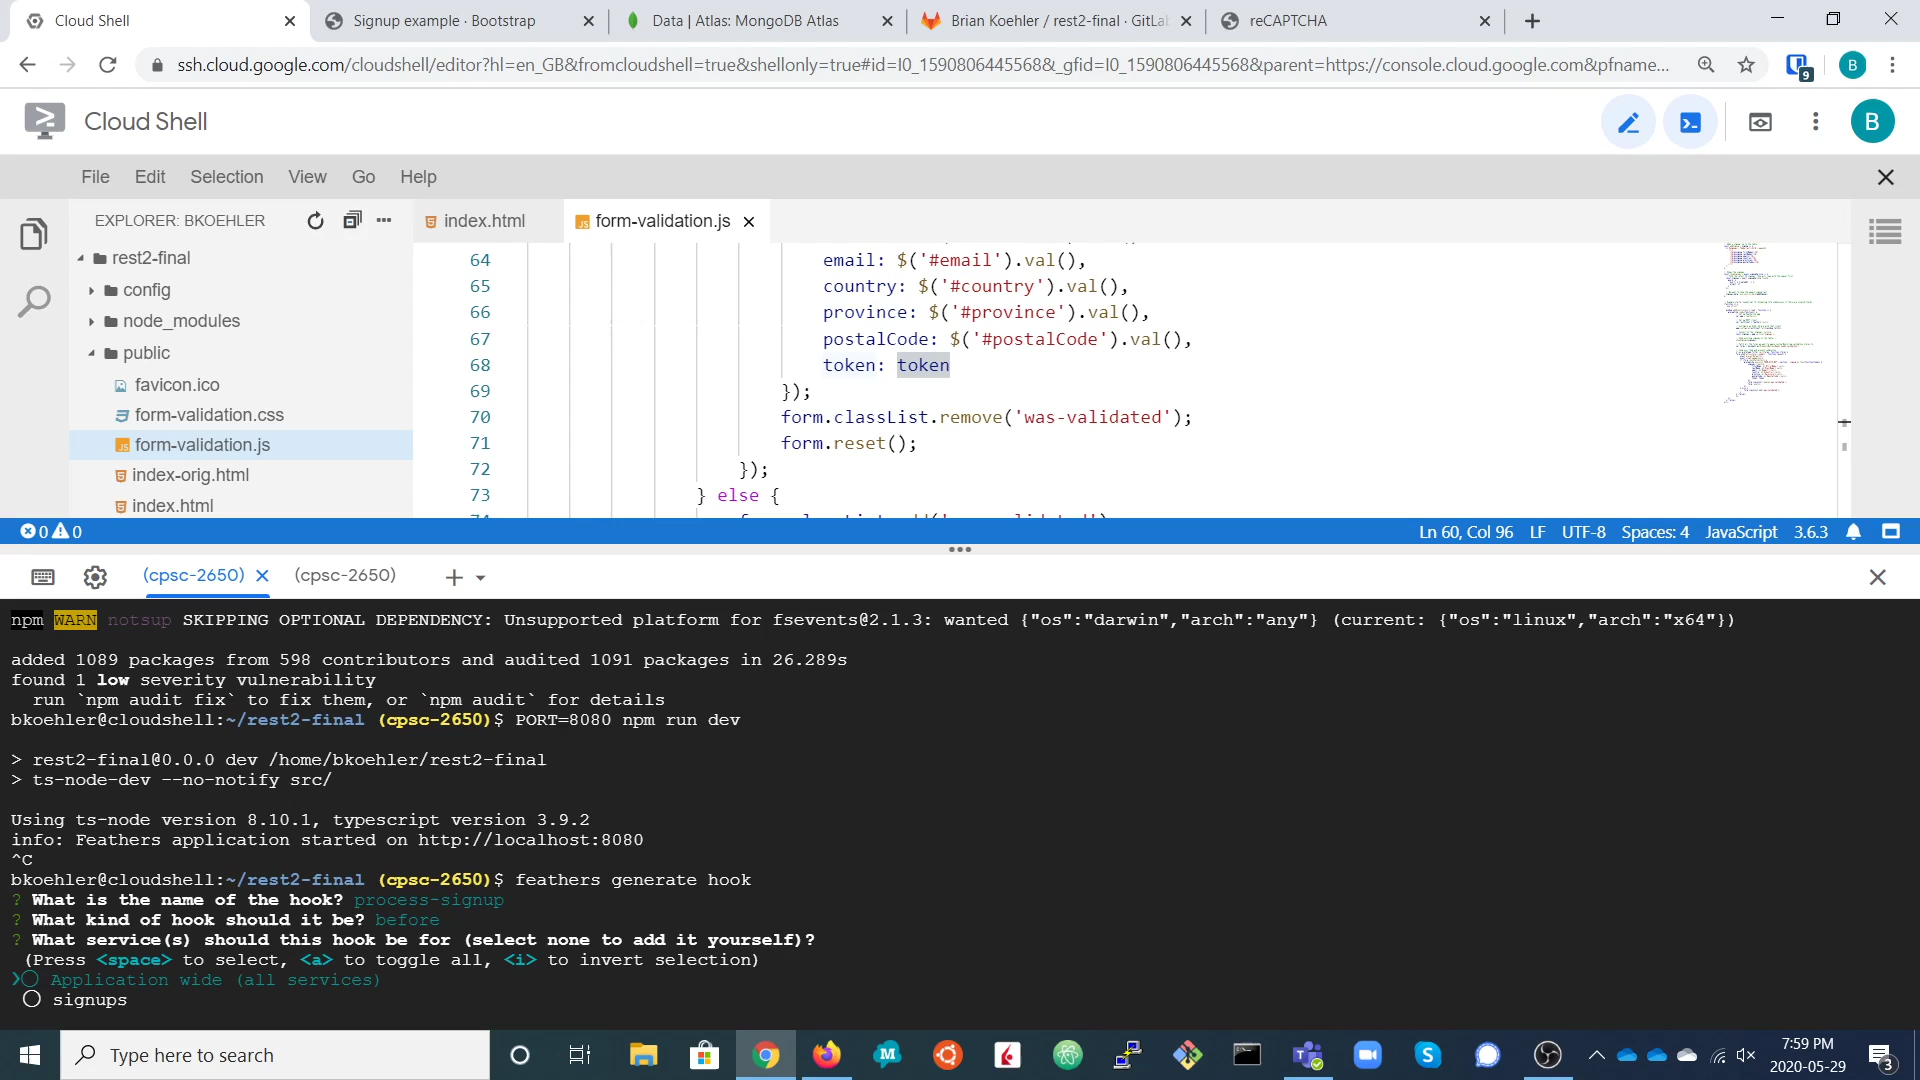 Cloud Shell
Signup example · Bootstrap
Data | Atlas: MongoDB Atlas
Brian Koehler / rest2-final · GitLab
reCAPTCHA
ssh.cloud.google.com/cloudshell/editor?hl=en_GB&fromcloudshell=true&shellonly=true#id=I0_1590806445568&_gfid=I0_1590806445568&parent=https://console.cloud.google.com&pfname...
9
B
Cloud Shell
B
File Edit Selection View Go Help
EXPLORER: BKOEHLER
index.html
form-validation.js
rest2-final
config
node_modules
public
favicon.ico
form-validation.css
form-validation.js
index-orig.html
index.html
64 email: $('#email').val(),
65 country: $('#country').val(),
66 province: $('#province').val(),
67 postalCode: $('#postalCode').val(),
68 token: token
69 });
70 form.classList.remove('was-validated');
71 form.reset();
72 });
73 } else {
0 0
Ln 60, Col 96 LF UTF-8 Spaces: 4 JavaScript 3.6.3
(cpsc-2650)
(cpsc-2650)
npm WARN notsup SKIPPING OPTIONAL DEPENDENCY: Unsupported platform for fsevents@2.1.3: wanted {"os":"darwin","arch":"any"} (current: {"os":"linux","arch":"x64"})
added 1089 packages from 598 contributors and audited 1091 packages in 26.289s
found 1 low severity vulnerability
run `npm audit fix` to fix them, or `npm audit` for details
bkoehler@cloudshell:~/rest2-final (cpsc-2650)$ PORT=8080 npm run dev
> rest2-final@0.0.0 dev /home/bkoehler/rest2-final
> ts-node-dev --no-notify src/
Using ts-node version 8.10.1, typescript version 3.9.2
info: Feathers application started on http://localhost:8080
^C
bkoehler@cloudshell:~/rest2-final (cpsc-2650)$ feathers generate hook
? What is the name of the hook? process-signup
? What kind of hook should it be? before
? What service(s) should this hook be for (select none to add it yourself)?
(Press <space> to select, <a> to toggle all, <i> to invert selection)
❯◯ Application wide (all services)
◯ signups
Type here to search
7:59 PM
2020-05-29
3